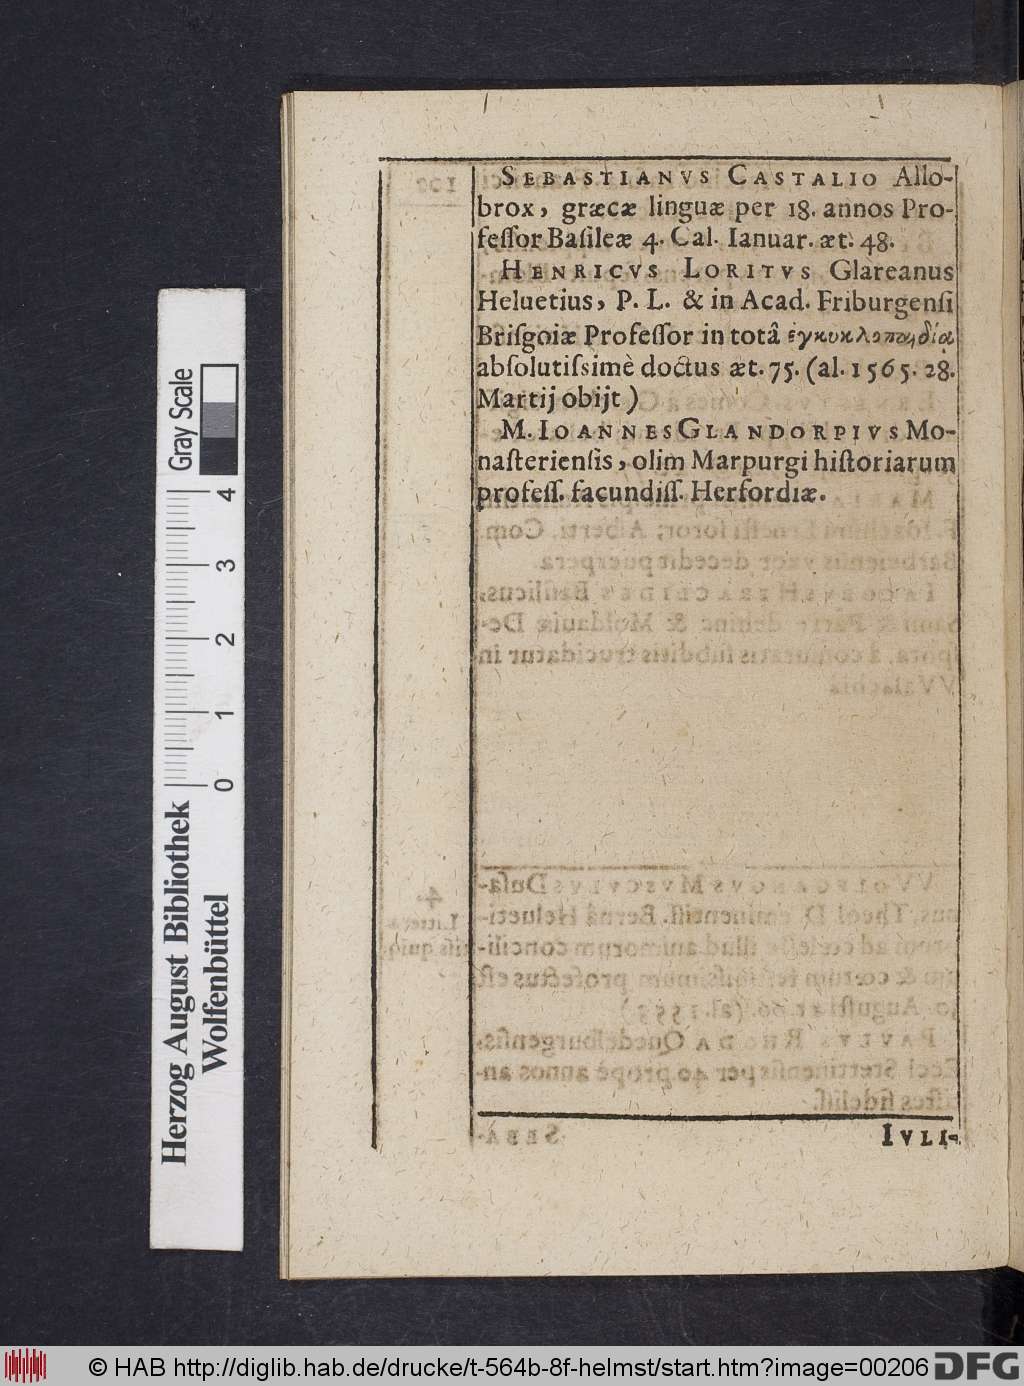 SEBASTIANVS CASTALIO Allo-
brox, græcæ linguæ per 18. annos Pro-
feſſor Baſileæ 4. Cal. Ianuar. æt. 48.
HENRICVS LORITVS Glareanus
Heluetius, P. L. & in Acad. Friburgenſi
Briſgoiæ Profeſſor in totâ ἐγκυκλοπαιδίᾳ
abſolutiſsimè doctus æt. 75. (al. 1565. 28.
Martij obijt)
M. IOANNES GLANDORPIVS Mo-
naſterienſis, olim Marpurgi hiſtoriarum
profeſſ. facundiſſ. Herfordiæ.
IVLI-
Herzog August Bibliothek
Wolfenbüttel
0 1 2 3 4
Gray Scale
© HAB http://diglib.hab.de/drucke/t-564b-8f-helmst/start.htm?image=00206
DFG